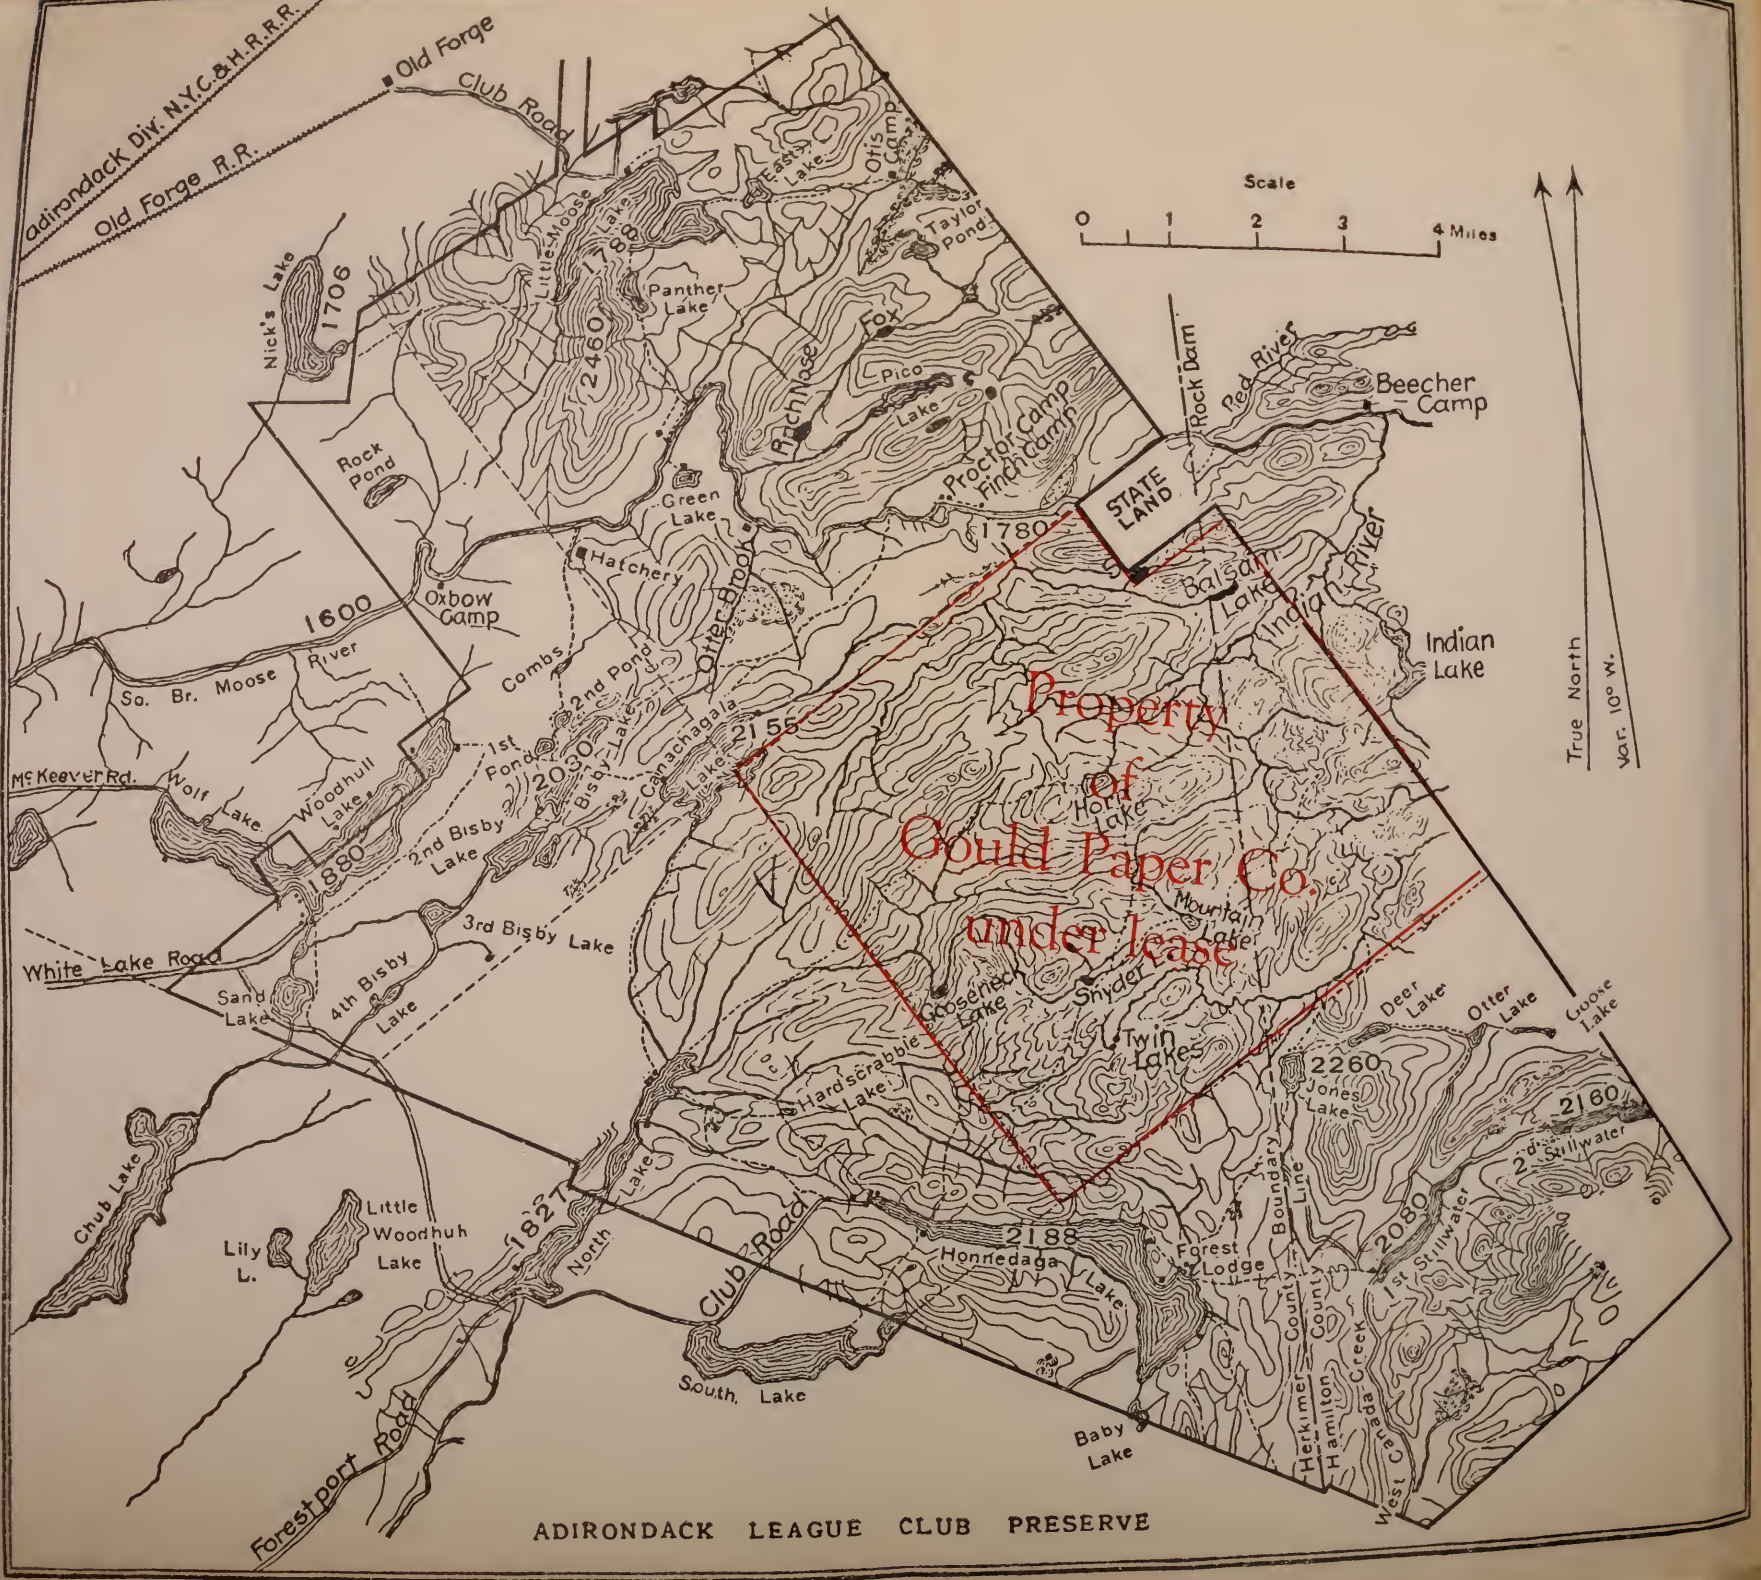 Adirondack Div. N.Y.C. & H.R.R.R.
Old Forge R.R.
Old Forge
Club Road
Nick's Lake
1706
Little Moose
Lake
1788
2460
Panther
Lake
East
Lake
Otis
Camp
Taylor
Pond
Fox
Pico
Lake
Proctor Camp
Finch Camp
Scale
0 1 2 3 4 Miles
Rock Dam
Red River
Beecher
Camp
STATE
LAND
True North
Var. 10° W.
Rock
Pond
Green
Lake
Hatchery
1780
Oxbow
Camp
1600
So. Br. Moose River
Otter Brook
Combs
2nd Pond
1st
Pond
2030
Bisby Lake
Canachagala
Lake
2155
Balsam
Lake
Indian River
Indian
Lake
Property
of
Gould Paper Co.
under lease
Horn
Lake
Mountain
Lake
Snyder
Gooseneck
Lake
Twin
Lakes
McKeever Rd.
Wolf Lake
Woodhull
Lake
1880
2nd Bisby
Lake
3rd Bisby Lake
4th Bisby
Lake
White Lake Road
Sand
Lake
Hardscrabble
Lake
Deer
Lake
Otter
Lake
Goose
Lake
2260
Jones
Lake
2160
2d Stillwater
2080
1st Stillwater
Chub Lake
Lily
L.
Little
Woodhuh
Lake
1827
North
Lake
Club Road
2188
Honnedaga
Lake
Forest
Lodge
Boundary
Line
Herkimer County
Hamilton County
West Canada Creek
South Lake
Baby
Lake
Forestport Road
ADIRONDACK LEAGUE CLUB PRESERVE